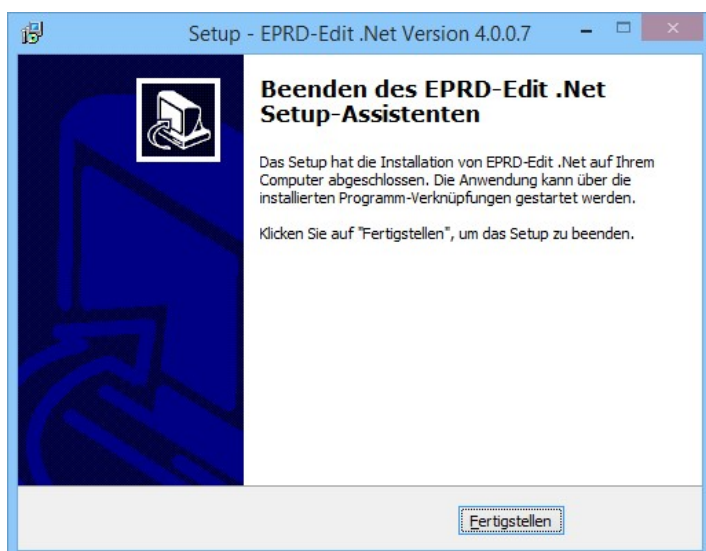 Setup - EPRD-Edit .Net Version 4.0.0.7
Beenden des EPRD-Edit .Net
Setup-Assistenten
Das Setup hat die Installation von EPRD-Edit .Net auf Ihrem
Computer abgeschlossen. Die Anwendung kann über die
installierten Programm-Verknüpfungen gestartet werden.
Klicken Sie auf "Fertigstellen", um das Setup zu beenden.
Fertigstellen